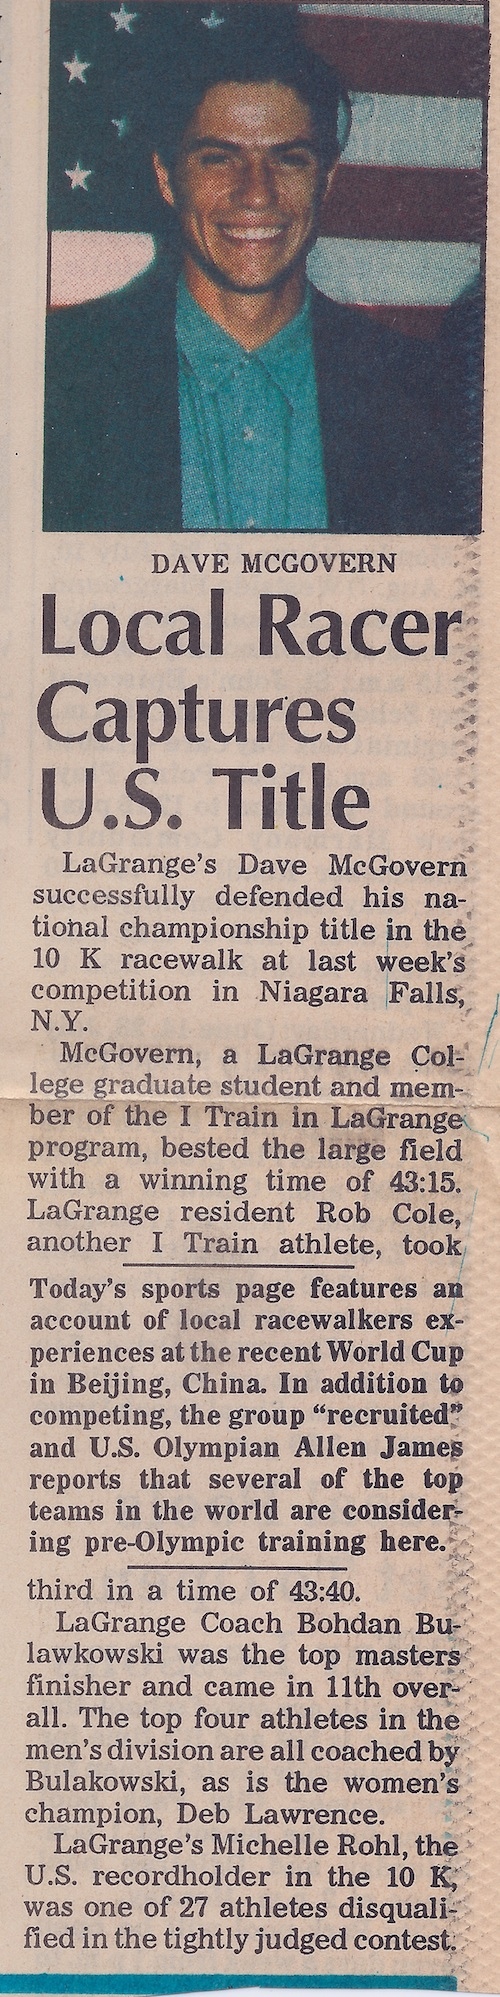 DAVE MCGOVERN
Local Racer
Captures
U.S. Title
LaGrange's Dave McGovern
successfully defended his na-
tional championship title in the
10 K racewalk at last week's
competition in Niagara Falls,
N.Y.
McGovern, a LaGrange Col-
lege graduate student and mem-
ber of the I Train in LaGrange
program, bested the large field
with a winning time of 43:15.
LaGrange resident Rob Cole,
another I Train athlete, took
Today's sports page features an
account of local racewalkers ex-
periences at the recent World Cup
in Beijing, China. In addition to
competing, the group “recruited”
and U.S. Olympian Allen James
reports that several of the top
teams in the world are consider-
ing pre-Olympic training here.
third in a time of 43:40.
LaGrange Coach Bohdan Bu-
lawkowski was the top masters
finisher and came in 11th over-
all. The top four athletes in the
men's division are all coached by
Bulakowski, as is the women's
champion, Deb Lawrence.
LaGrange's Michelle Rohl, the
U.S. recordholder in the 10 K,
was one of 27 athletes disquali-
fied in the tightly judged contest.